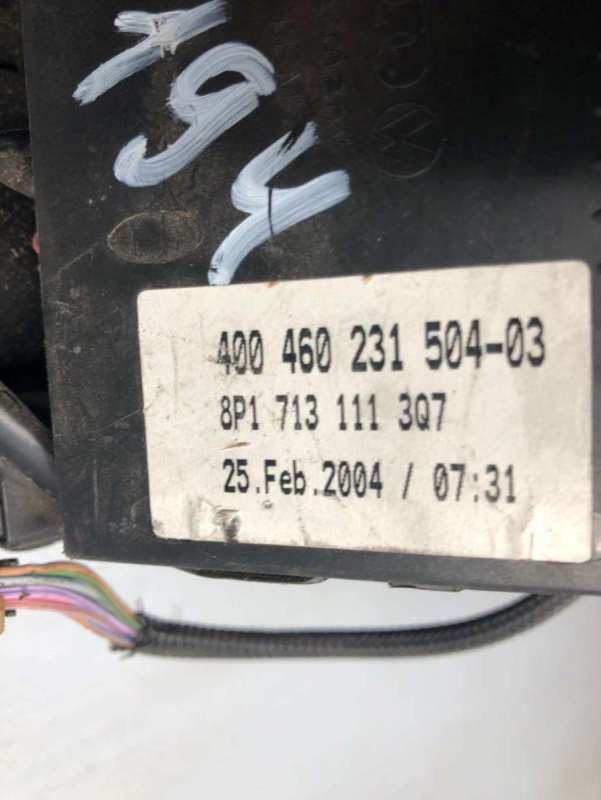 194
400 460 231 504-03
8P1 713 111 3Q7
25.Feb.2004 / 07:31